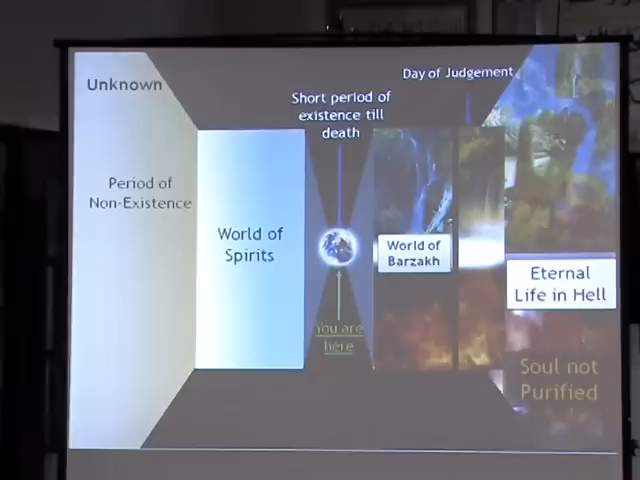 Unknown
Period of
Non-Existence
World of
Spirits
Short period of
existence till
death
You are
here
World of
Barzakh
Day of Judgement
Eternal
Life in Hell
Soul not
Purified